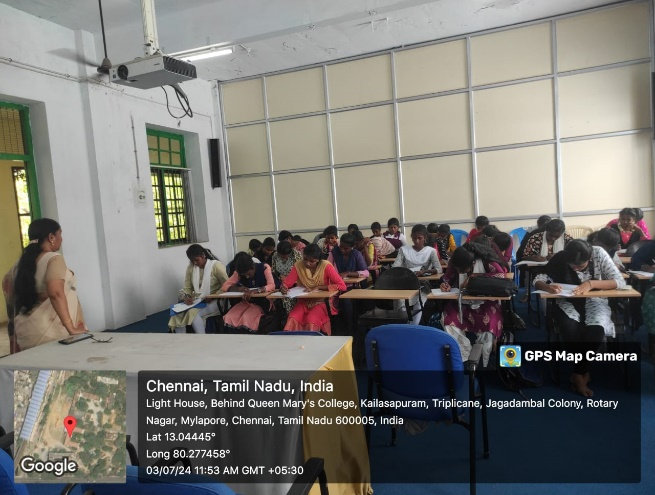 GPS Map Camera
Chennai, Tamil Nadu, India
Light House, Behind Queen Mary's College, Kailasapuram, Triplicane, Jagadambal Colony, Rotary
Nagar, Mylapore, Chennai, Tamil Nadu 600005, India
Lat 13.04445°
Long 80.277458°
03/07/24 11:53 AM GMT +05:30
Google